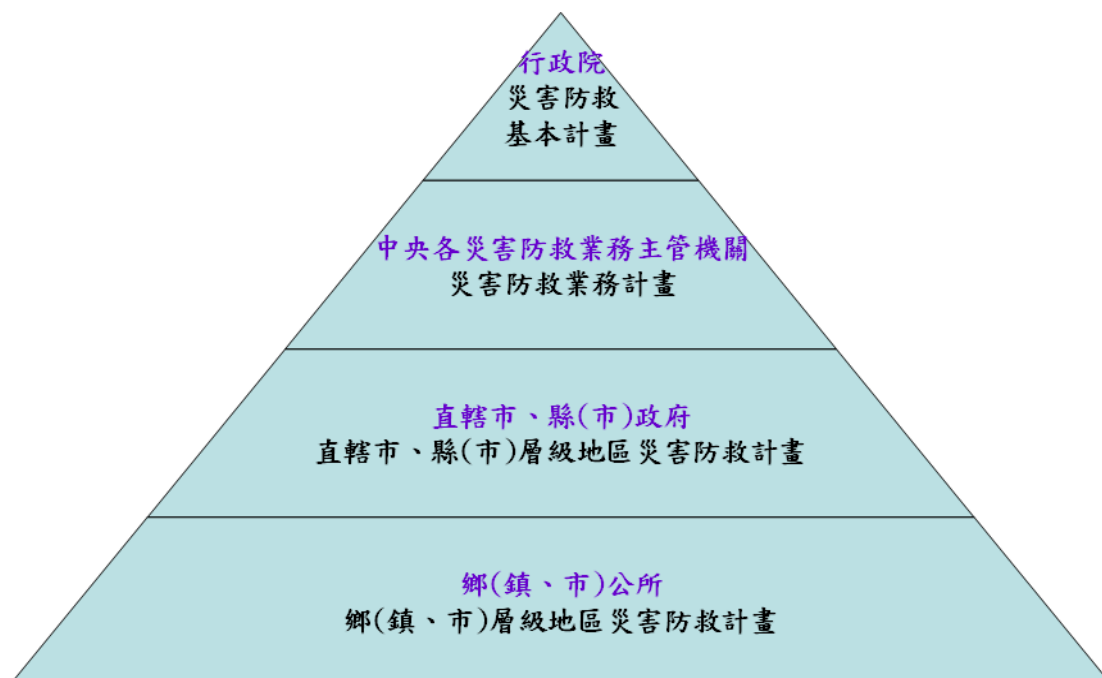 行政院
災害防救
基本計畫
中央各災害防救業務主管機關
災害防救業務計畫
直轄市、縣(市)政府
直轄市、縣(市)層級地區災害防救計畫
鄉(鎮、市)公所
鄉(鎮、市)層級地區災害防救計畫